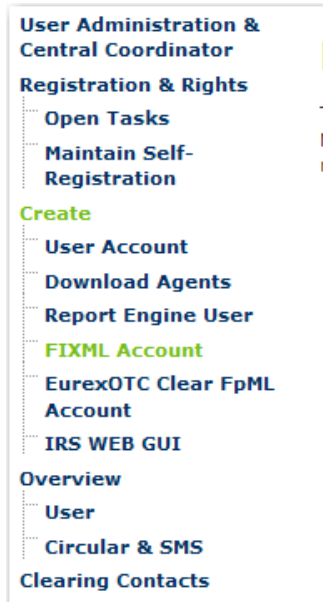 User Administration &
Central Coordinator
Registration & Rights
Open Tasks
Maintain Self-
Registration
Create
User Account
Download Agents
Report Engine User
FIXML Account
EurexOTC Clear FpML
Account
IRS WEB GUI
Overview
User
Circular & SMS
Clearing Contacts